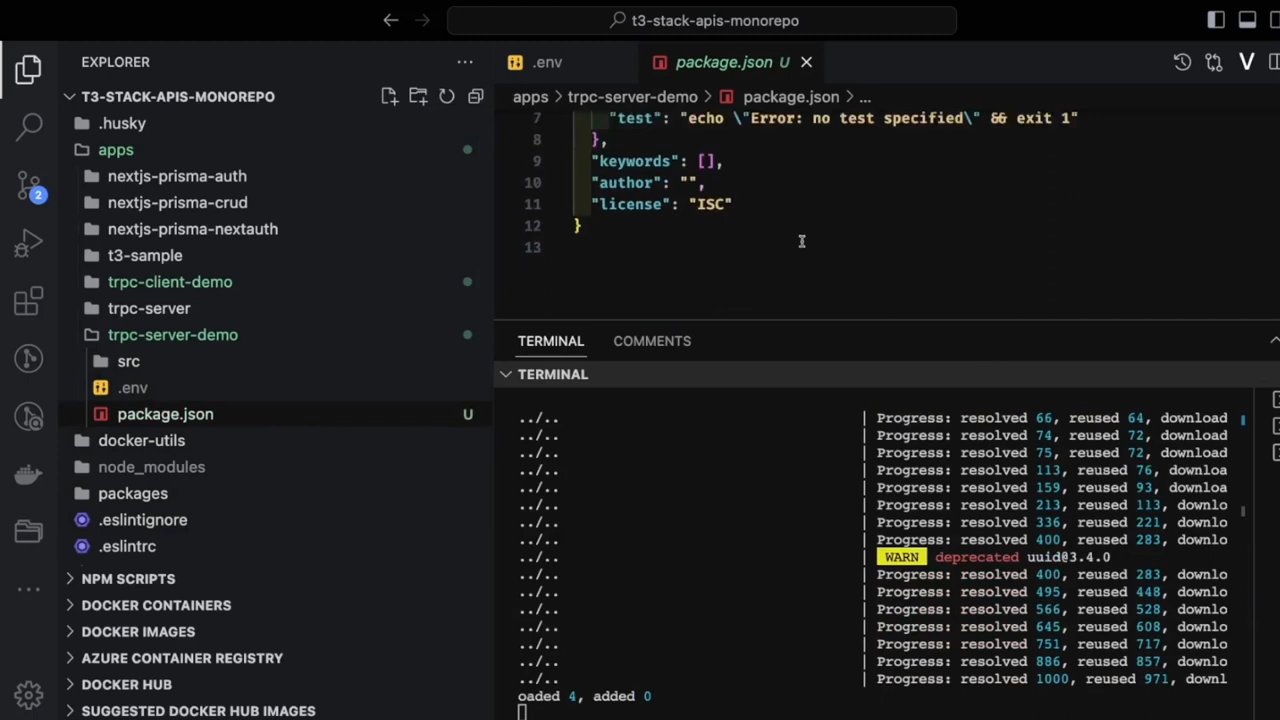 t3-stack-apis-monorepo
EXPLORER
T3-STACK-APIS-MONOREPO
.husky
apps
nextjs-prisma-auth
nextjs-prisma-crud
nextjs-prisma-nextauth
t3-sample
trpc-client-demo
trpc-server
trpc-server-demo
src
.env
package.json U
docker-utils
node_modules
packages
.eslintignore
.eslintrc
NPM SCRIPTS
DOCKER CONTAINERS
DOCKER IMAGES
AZURE CONTAINER REGISTRY
DOCKER HUB
SUGGESTED DOCKER HUB IMAGES
2
.env
package.json U
V
apps > trpc-server-demo > package.json > ...
7 "test": "echo \"Error: no test specified\" && exit 1"
8 },
9 "keywords": [],
10 "author": "",
11 "license": "ISC"
12 }
13
TERMINAL COMMENTS
TERMINAL
../.. | Progress: resolved 66, reused 64, download
../.. | Progress: resolved 74, reused 72, download
../.. | Progress: resolved 75, reused 72, download
../.. | Progress: resolved 113, reused 76, downloa
../.. | Progress: resolved 159, reused 93, downloa
../.. | Progress: resolved 213, reused 113, downlo
../.. | Progress: resolved 336, reused 221, downlo
../.. | Progress: resolved 400, reused 283, downlo
../.. | WARN deprecated uuid@3.4.0
../.. | Progress: resolved 400, reused 283, downlo
../.. | Progress: resolved 495, reused 448, downlo
../.. | Progress: resolved 566, reused 528, downlo
../.. | Progress: resolved 645, reused 608, downlo
../.. | Progress: resolved 751, reused 717, downlo
../.. | Progress: resolved 886, reused 857, downlo
../.. | Progress: resolved 1000, reused 971, downl
oaded 4, added 0